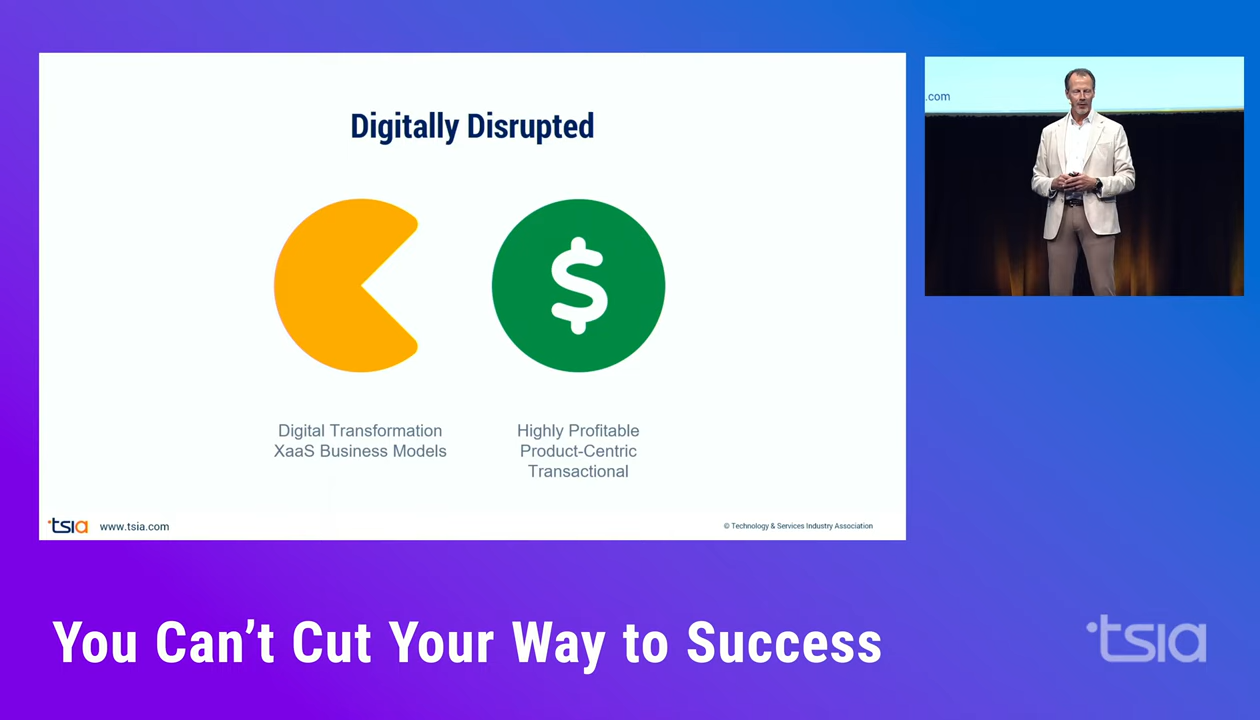 Digitally Disrupted
Digital Transformation
XaaS Business Models
Highly Profitable
Product-Centric
Transactional
tsia www.tsia.com
© Technology & Services Industry Association
.com
You Can’t Cut Your Way to Success
tsia